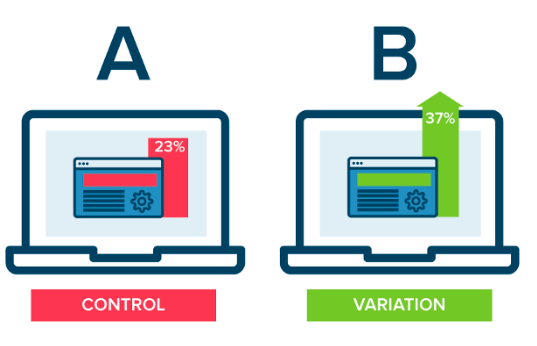 A
B
23%
37%
CONTROL
VARIATION